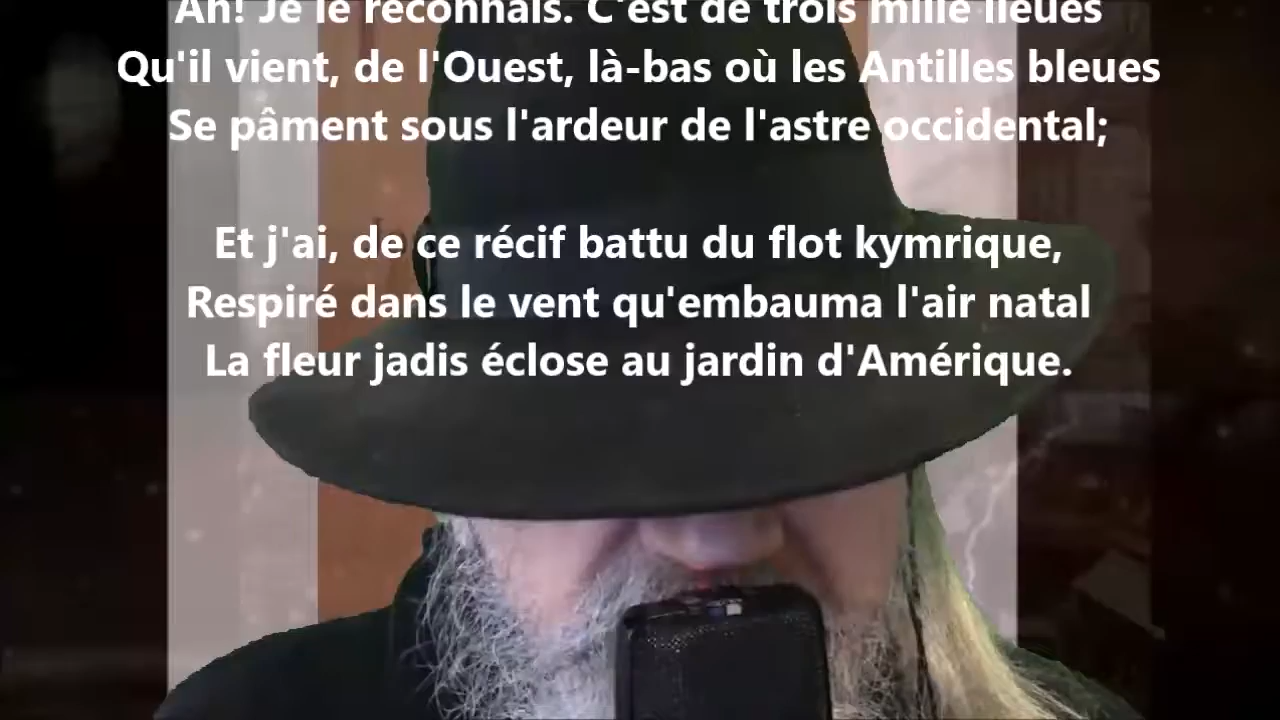 Ah! Je le reconnais. C'est de trois mille lieues
Qu'il vient, de l'Ouest, là-bas où les Antilles bleues
Se pâment sous l'ardeur de l'astre occidental;
Et j'ai, de ce récif battu du flot kymrique,
Respiré dans le vent qu'embauma l'air natal
La fleur jadis éclose au jardin d'Amérique.